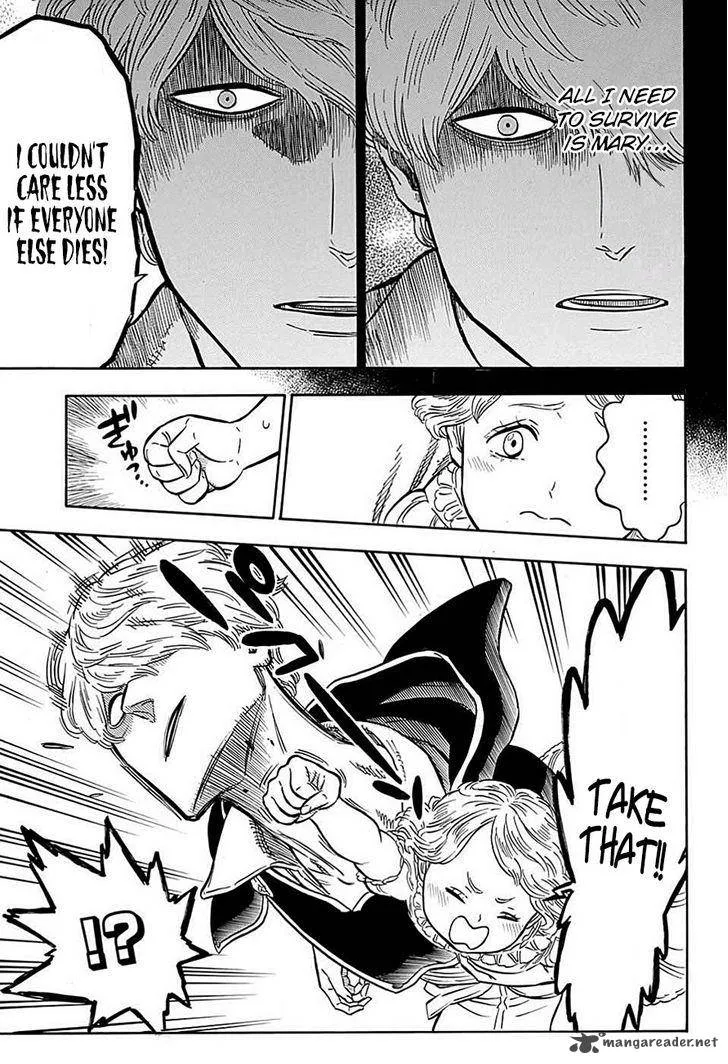 ALL I NEED
TO SURVIVE
IS MARY...
I COULDN'T
CARE LESS
IF EVERYONE
ELSE DIES!
........
ぎゅっ…
TAKE
THAT!!
!?
mangareader.net